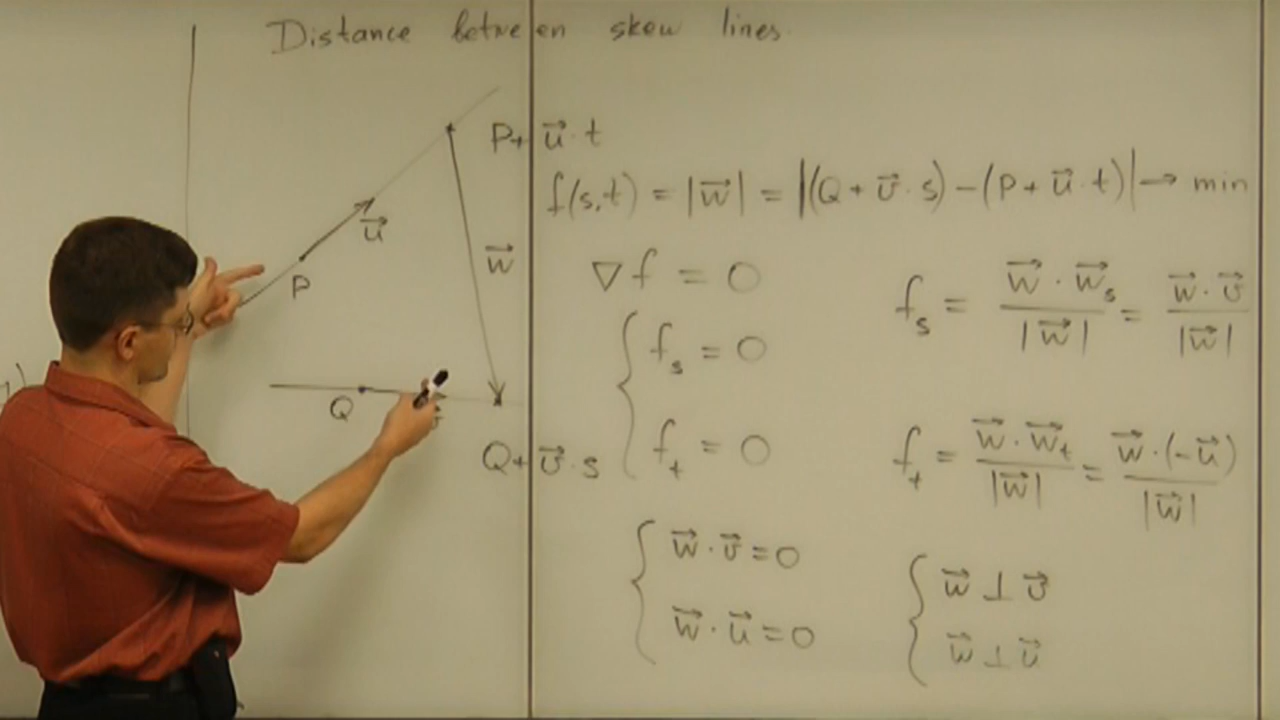 Distance between skew lines.
P+ u⃗ · t
f(s,t) = |w⃗| = |(Q + v⃗ · s) − (P + u⃗ · t)| → min
u⃗
P
w⃗
∇f = 0
f_s = (w⃗ · w⃗_s)/|w⃗| = (w⃗ · v⃗)/|w⃗|
{ f_s = 0
Q
Q+ v⃗ · s
f_t = 0
f_t = (w⃗ · w⃗_t)/|w⃗| = (w⃗ · (−u⃗))/|w⃗|
{ w⃗ · v⃗ = 0
w⃗ · u⃗ = 0
{ w⃗ ⊥ v⃗
w⃗ ⊥ u⃗